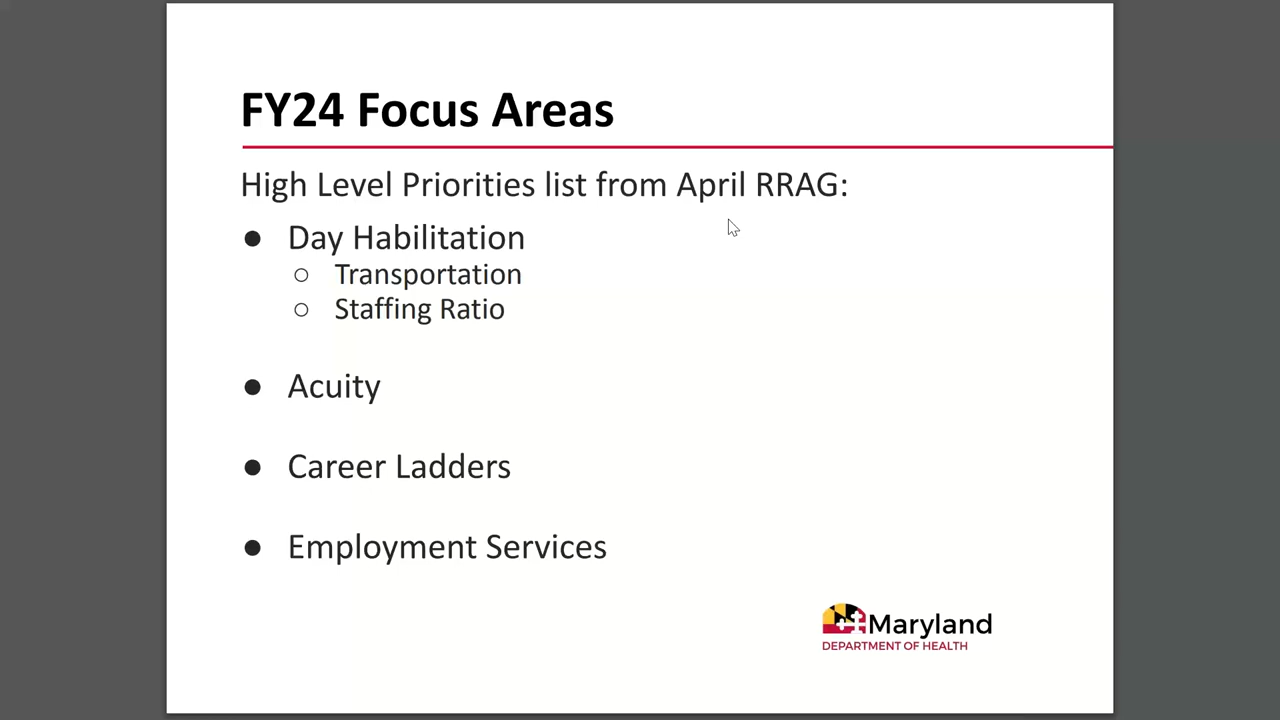 FY24 Focus Areas
High Level Priorities list from April RRAG:
● Day Habilitation
○ Transportation
○ Staffing Ratio
● Acuity
● Career Ladders
● Employment Services
Maryland
DEPARTMENT OF HEALTH